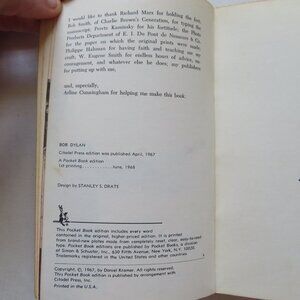 I would like to thank Richard Marx for holding the fort;
Rich Smith, of Charlie Brown's Generation, for typing the
manuscript; Peretz Kaminsky for his fortitude; the Photo
Products Department of E. I. Du Pont de Nemours & Co.
for the paper on which the original prints were made;
Philippe Halsman for having faith and teaching me
way, W. Eugene Smith for endless hours of advice,
encouragement, and whatever else he does, my publishers
for putting up with me;
and, especially,
Arline Cunningham for helping me make this book.
BOB DYLAN
Citadel Press edition was published April, 1967
A Pocket Book edition
1st printing..........June, 1968
Design by STANLEY S. DRATE
This Pocket Book edition includes every word
contained in the original, higher-priced edition. It is printed
from brand-new plates made from completely reset, clear, easy-to-read
type. Pocket Book editions are published by Pocket Books, a division
of Simon & Schuster, Inc., 630 Fifth Avenue, New York, N.Y. 10020.
Trademarks registered in the United States and other countries.
Copyright, ©, 1967, by Daniel Kramer. All rights reserved.
This Pocket Book edition is published by arrangement with
Citadel Press, Inc.
Printed in the U.S.A.